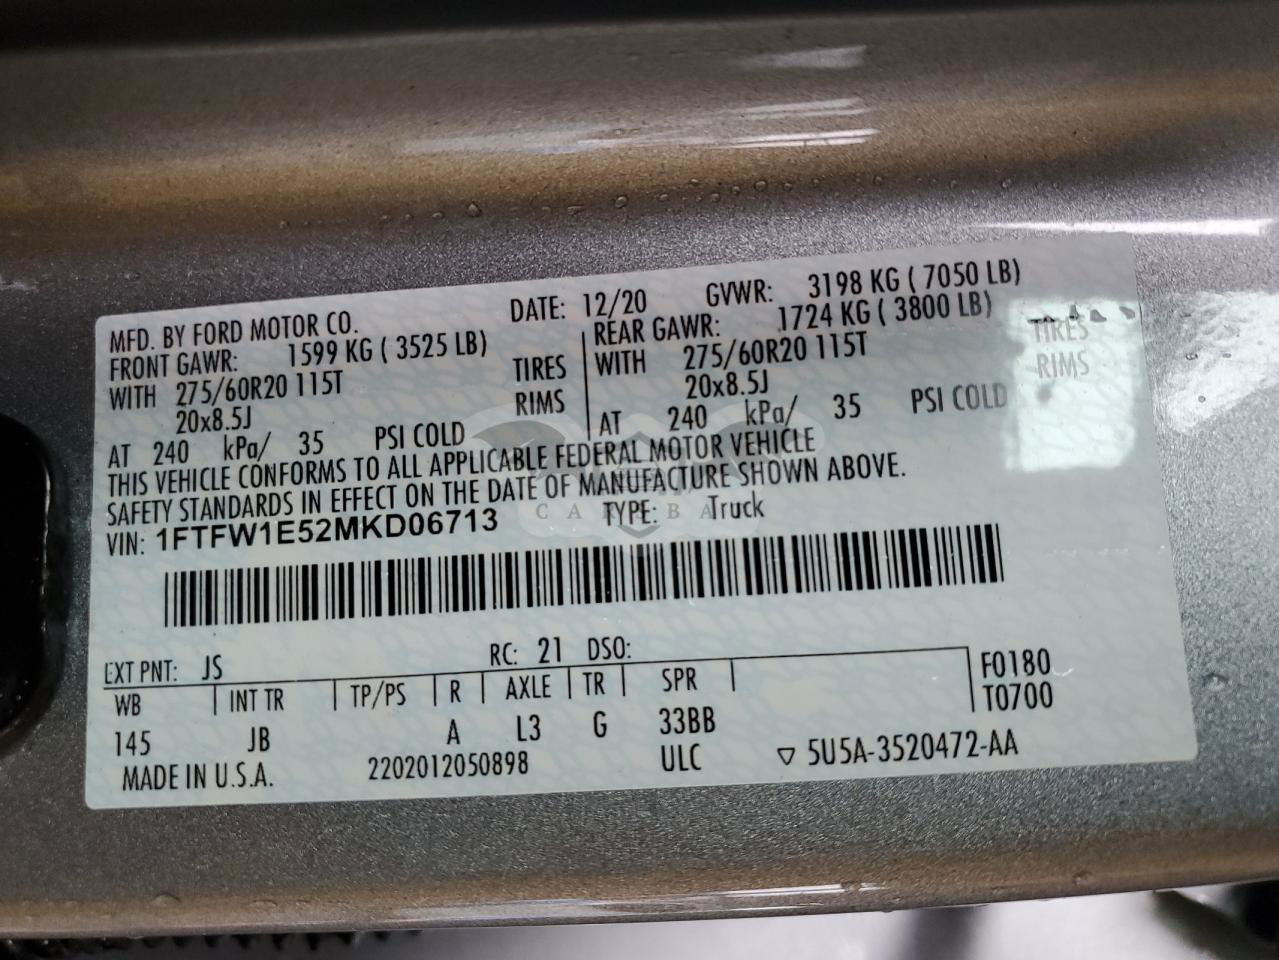 MFD. BY FORD MOTOR CO. DATE: 12/20 GVWR: 3198 KG ( 7050 LB)
FRONT GAWR: 1599 KG ( 3525 LB) REAR GAWR: 1724 KG ( 3800 LB)
WITH 275/60R20 115T TIRES WITH 275/60R20 115T TIRES
20x8.5J RIMS 20x8.5J RIMS
AT 240 kPa/ 35 PSI COLD AT 240 kPa/ 35 PSI COLD
THIS VEHICLE CONFORMS TO ALL APPLICABLE FEDERAL MOTOR VEHICLE
SAFETY STANDARDS IN EFFECT ON THE DATE OF MANUFACTURE SHOWN ABOVE.
VIN: 1FTFW1E52MKD06713 TYPE: Truck
EXT PNT: JS RC: 21 DSO:
WB INT TR TP/PS R AXLE TR SPR F0180
T0700
145 JB A L3 G 33BB
MADE IN U.S.A. 2202012050898 ULC ▽ 5U5A-3520472-AA